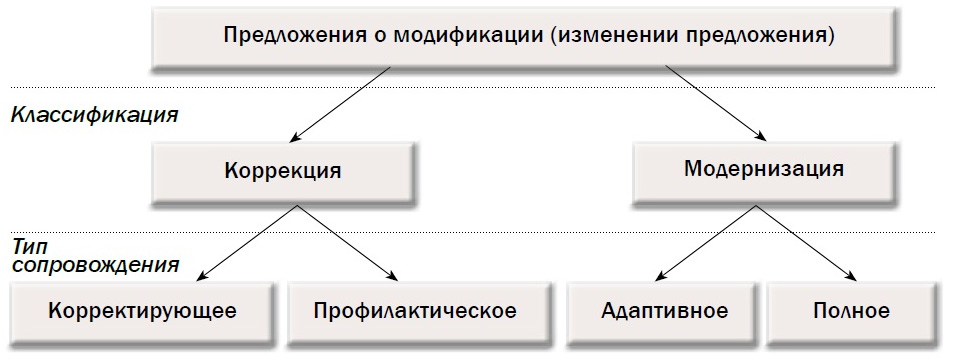 Предложения о модификации (изменении предложения)
Классификация
Коррекция
Модернизация
Тип
сопровождения
Корректирующее
Профилактическое
Адаптивное
Полное